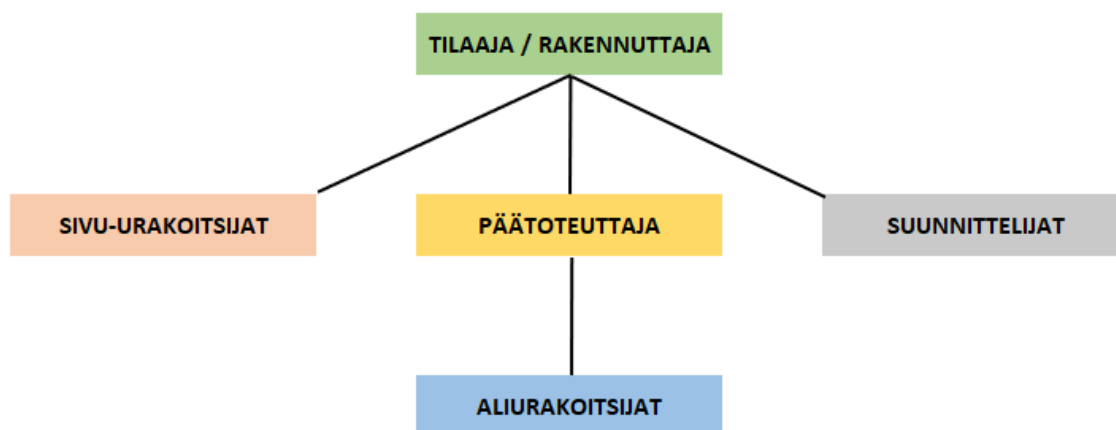 TILAAJA / RAKENNUTTAJA
SIVU-URAKOITSIJAT
PÄÄTOTEUTTAJA
SUUNNITTELIJAT
ALIURAKOITSIJAT